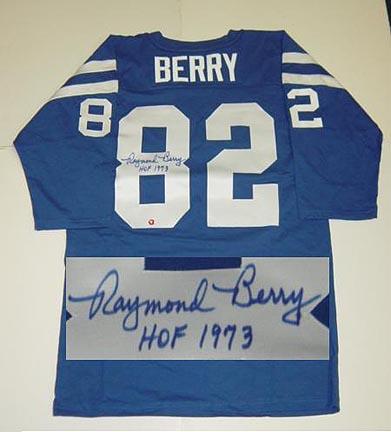 BERRY
8 2
82
Raymond Berry
HOF 1973
Raymond Berry
HOF 1973